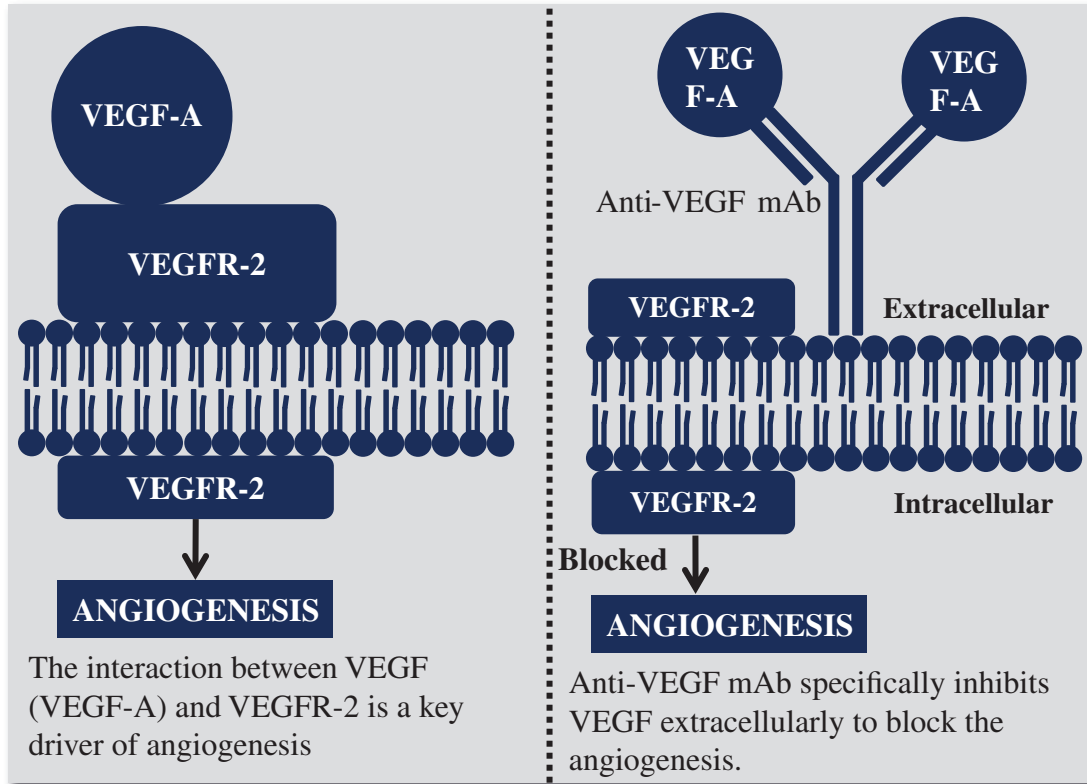 VEGF-A
VEGFR-2
VEGFR-2
ANGIOGENESIS
The interaction between VEGF
(VEGF-A) and VEGFR-2 is a key
driver of angiogenesis
VEG
F-A
VEG
F-A
Anti-VEGF mAb
VEGFR-2
Extracellular
VEGFR-2
Intracellular
Blocked
ANGIOGENESIS
Anti-VEGF mAb specifically inhibits
VEGF extracellularly to block the
angiogenesis.